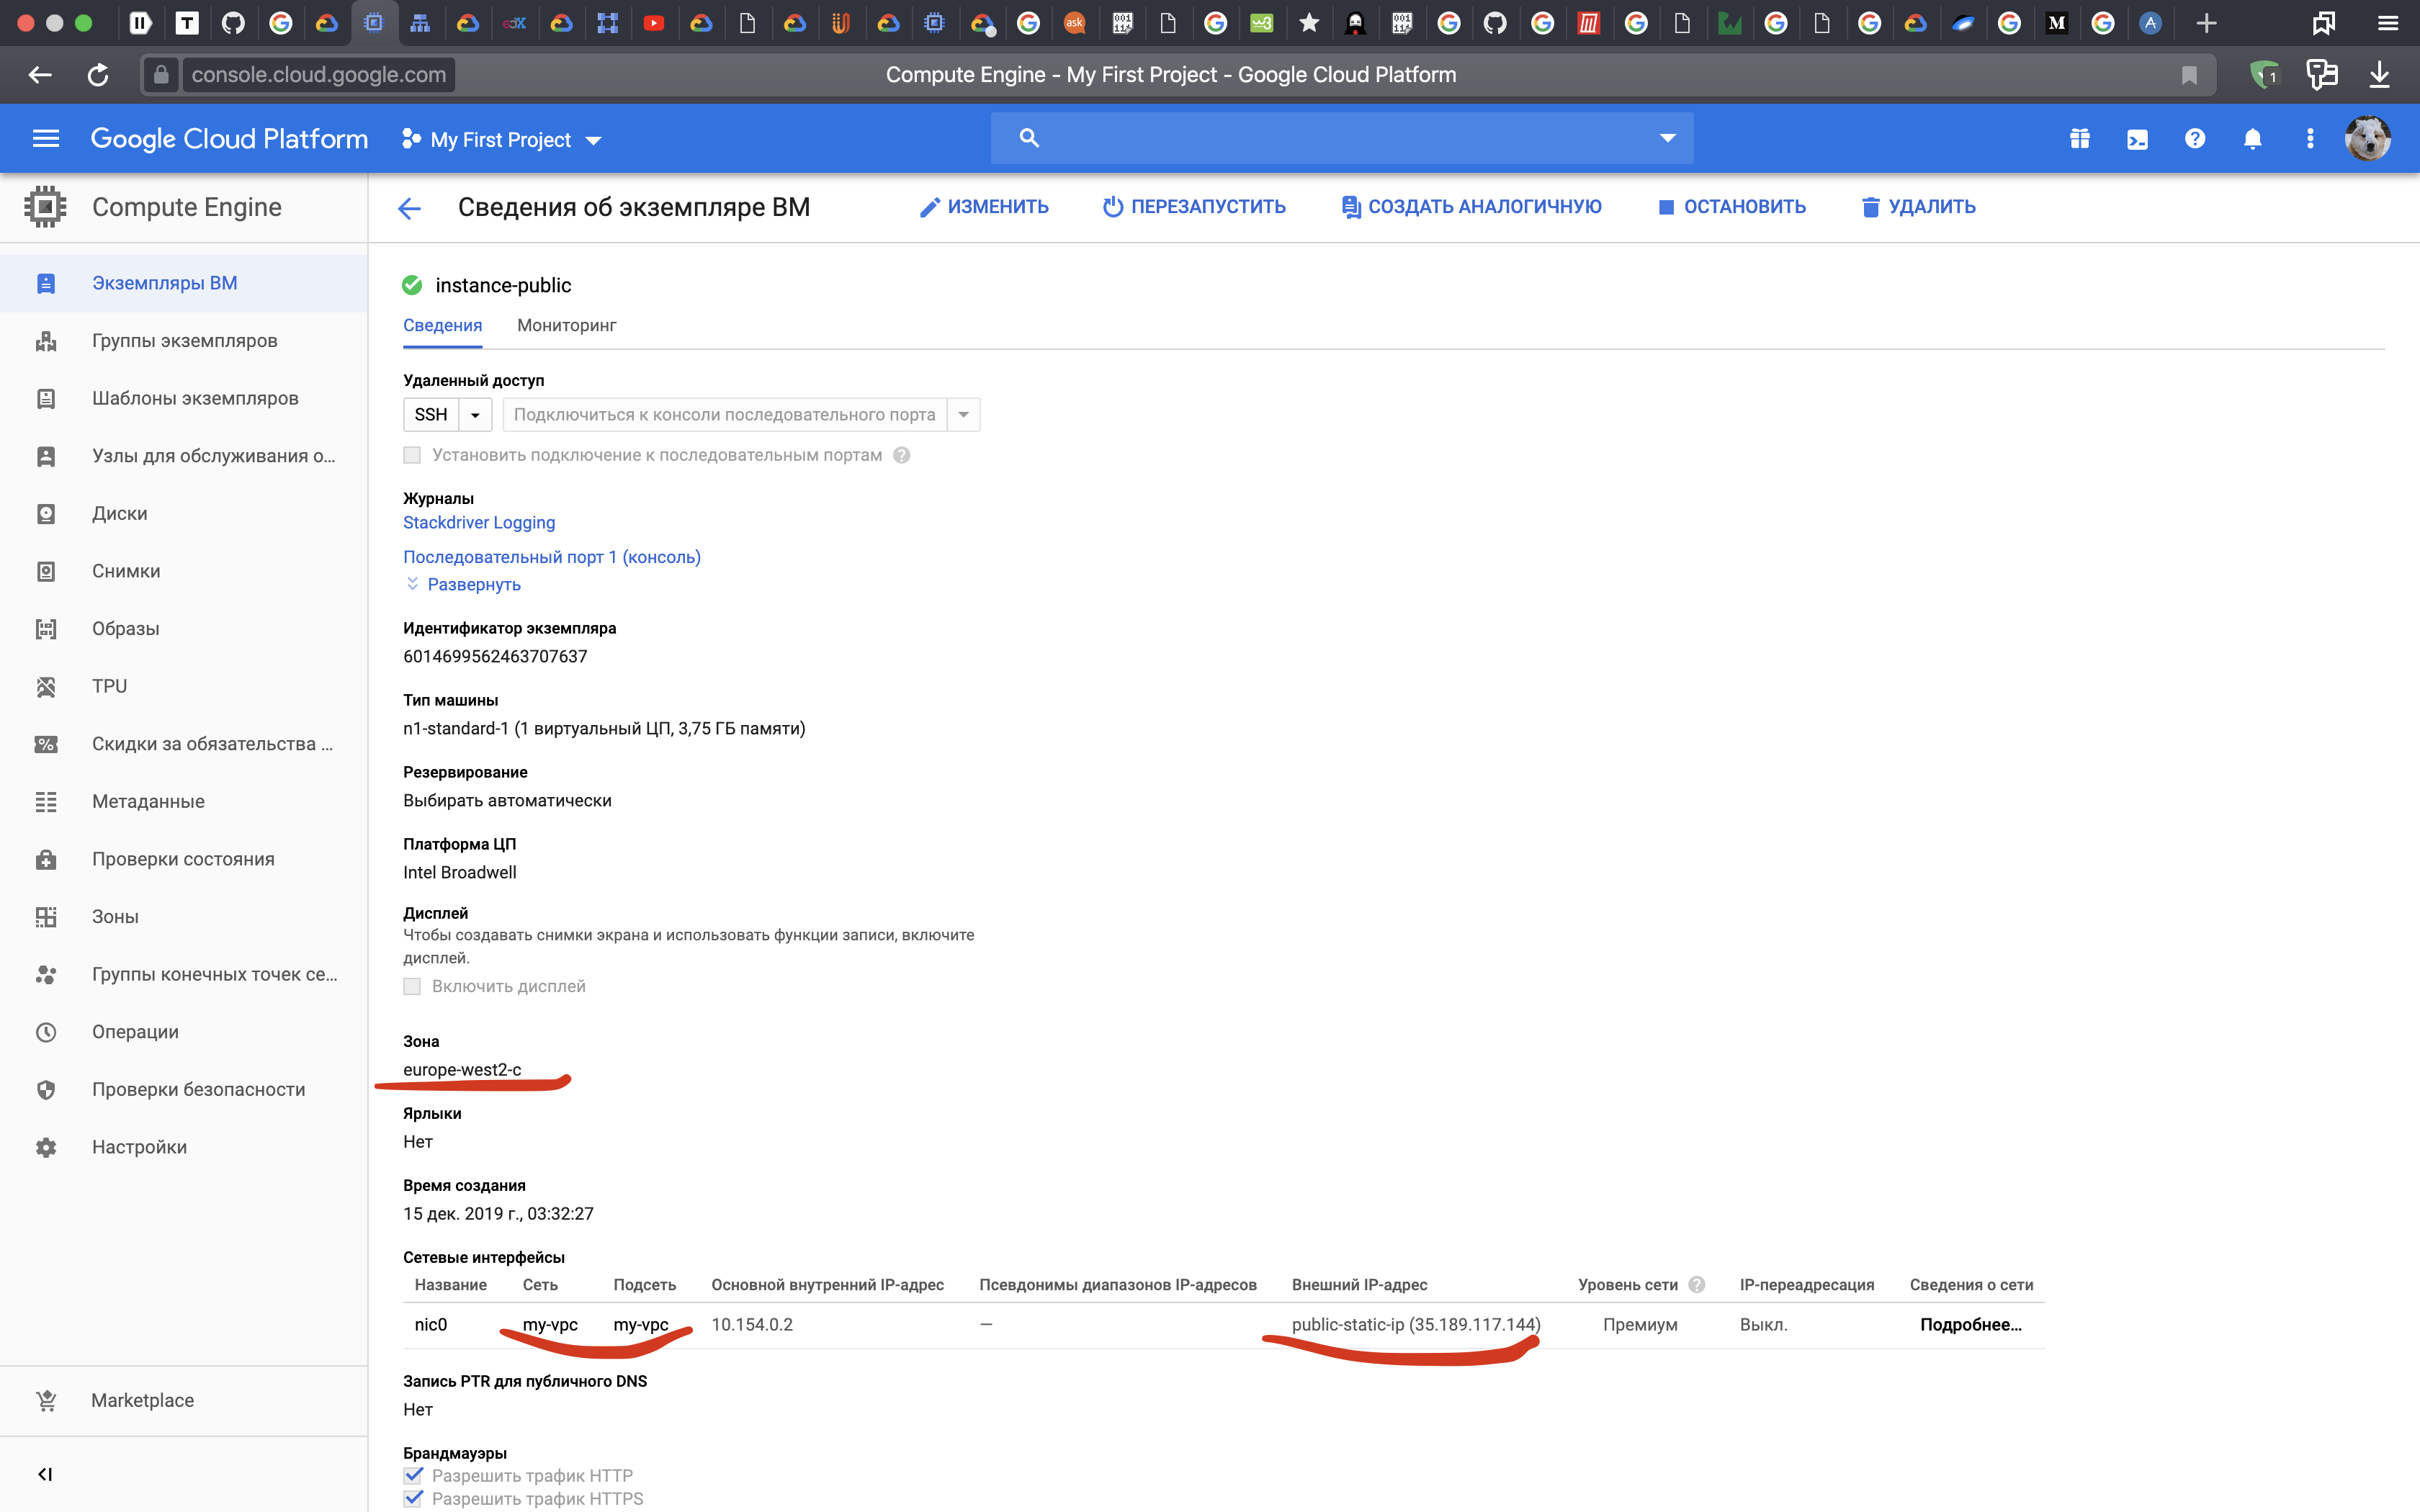 T
ask
M
A
console.cloud.google.com
Compute Engine - My First Project - Google Cloud Platform
1
Google Cloud Platform
My First Project
Compute Engine
Сведения об экземпляре ВМ
ИЗМЕНИТЬ
ПЕРЕЗАПУСТИТЬ
СОЗДАТЬ АНАЛОГИЧНУЮ
ОСТАНОВИТЬ
УДАЛИТЬ
Экземпляры ВМ
Группы экземпляров
Шаблоны экземпляров
Узлы для обслуживания о...
Диски
Снимки
Образы
TPU
Скидки за обязательства ...
Метаданные
Проверки состояния
Зоны
Группы конечных точек се...
Операции
Проверки безопасности
Настройки
Marketplace
instance-public
Сведения
Мониторинг
Удаленный доступ
SSH
Подключиться к консоли последовательного порта
Установить подключение к последовательным портам
Журналы
Stackdriver Logging
Последовательный порт 1 (консоль)
Развернуть
Идентификатор экземпляра
6014699562463707637
Тип машины
n1-standard-1 (1 виртуальный ЦП, 3,75 ГБ памяти)
Резервирование
Выбирать автоматически
Платформа ЦП
Intel Broadwell
Дисплей
Чтобы создавать снимки экрана и использовать функции записи, включите
дисплей.
Включить дисплей
Зона
europe-west2-c
Ярлыки
Нет
Время создания
15 дек. 2019 г., 03:32:27
Сетевые интерфейсы
Название Сеть Подсеть Основной внутренний IP-адрес Псевдонимы диапазонов IP-адресов Внешний IP-адрес Уровень сети IP-переадресация Сведения о сети
nic0 my-vpc my-vpc 10.154.0.2 — public-static-ip (35.189.117.144) Премиум Выкл. Подробнее...
Запись PTR для публичного DNS
Нет
Брандмауэры
Разрешить трафик HTTP
Разрешить трафик HTTPS